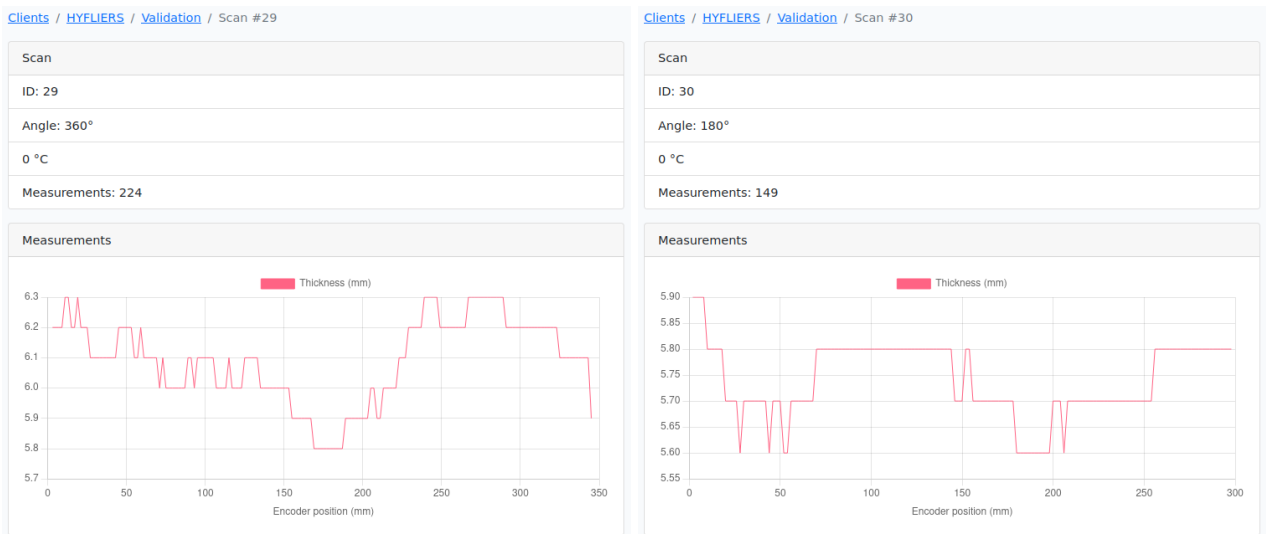 Clients / HYFLIERS / Validation / Scan #29
Scan
ID: 29
Angle: 360°
0 °C
Measurements: 224
Measurements
Thickness (mm)
6.3
6.2
6.1
6.0
5.9
5.8
5.7
0 50 100 150 200 250 300 350
Encoder position (mm)
Clients / HYFLIERS / Validation / Scan #30
Scan
ID: 30
Angle: 180°
0 °C
Measurements: 149
Measurements
Thickness (mm)
5.90
5.85
5.80
5.75
5.70
5.65
5.60
5.55
0 50 100 150 200 250 300
Encoder position (mm)